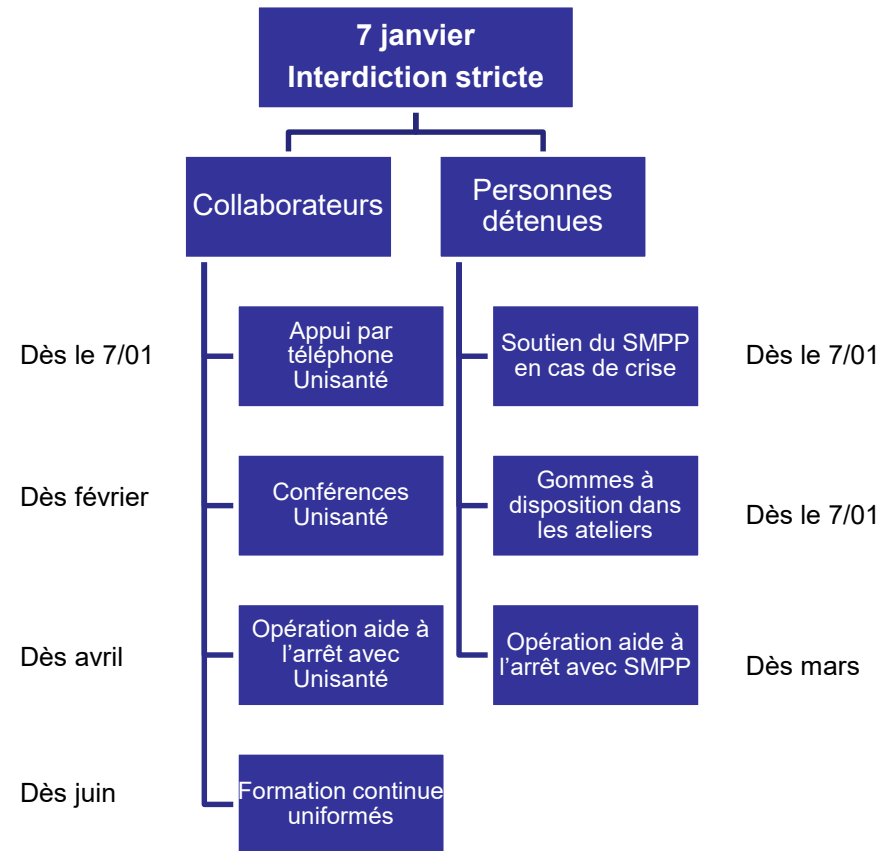 7 janvier
Interdiction stricte
Collaborateurs
Personnes
détenues
Dès le 7/01
Appui par
téléphone
Unisanté
Soutien du SMPP
en cas de crise
Dès le 7/01
Dès février
Conférences
Unisanté
Gommes à
disposition dans
les ateliers
Dès le 7/01
Dès avril
Opération aide à
l’arrêt avec
Unisanté
Opération aide à
l’arrêt avec SMPP
Dès mars
Dès juin
Formation continue
uniformés